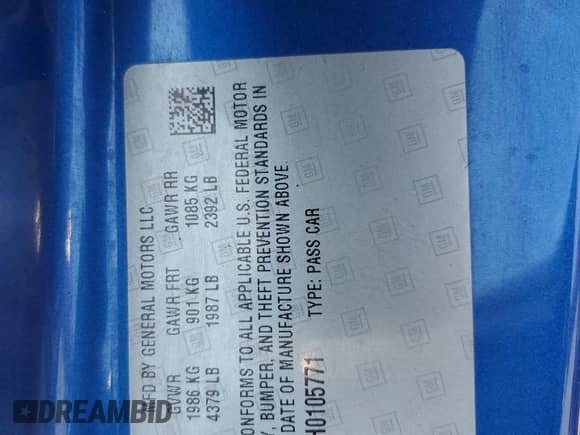 FD BY GENERAL MOTORS LLC
GVWR GAWR FRT GAWR RR
1986 KG 901 KG 1085 KG
4379 LB 1987 LB 2392 LB
ONFORMS TO ALL APPLICABLE U.S. FEDERAL MOTOR
Y, BUMPER, AND THEFT PREVENTION STANDARDS IN
DATE OF MANUFACTURE SHOWN ABOVE.
H0105771 TYPE: PASS CAR
GM
DREAMBID